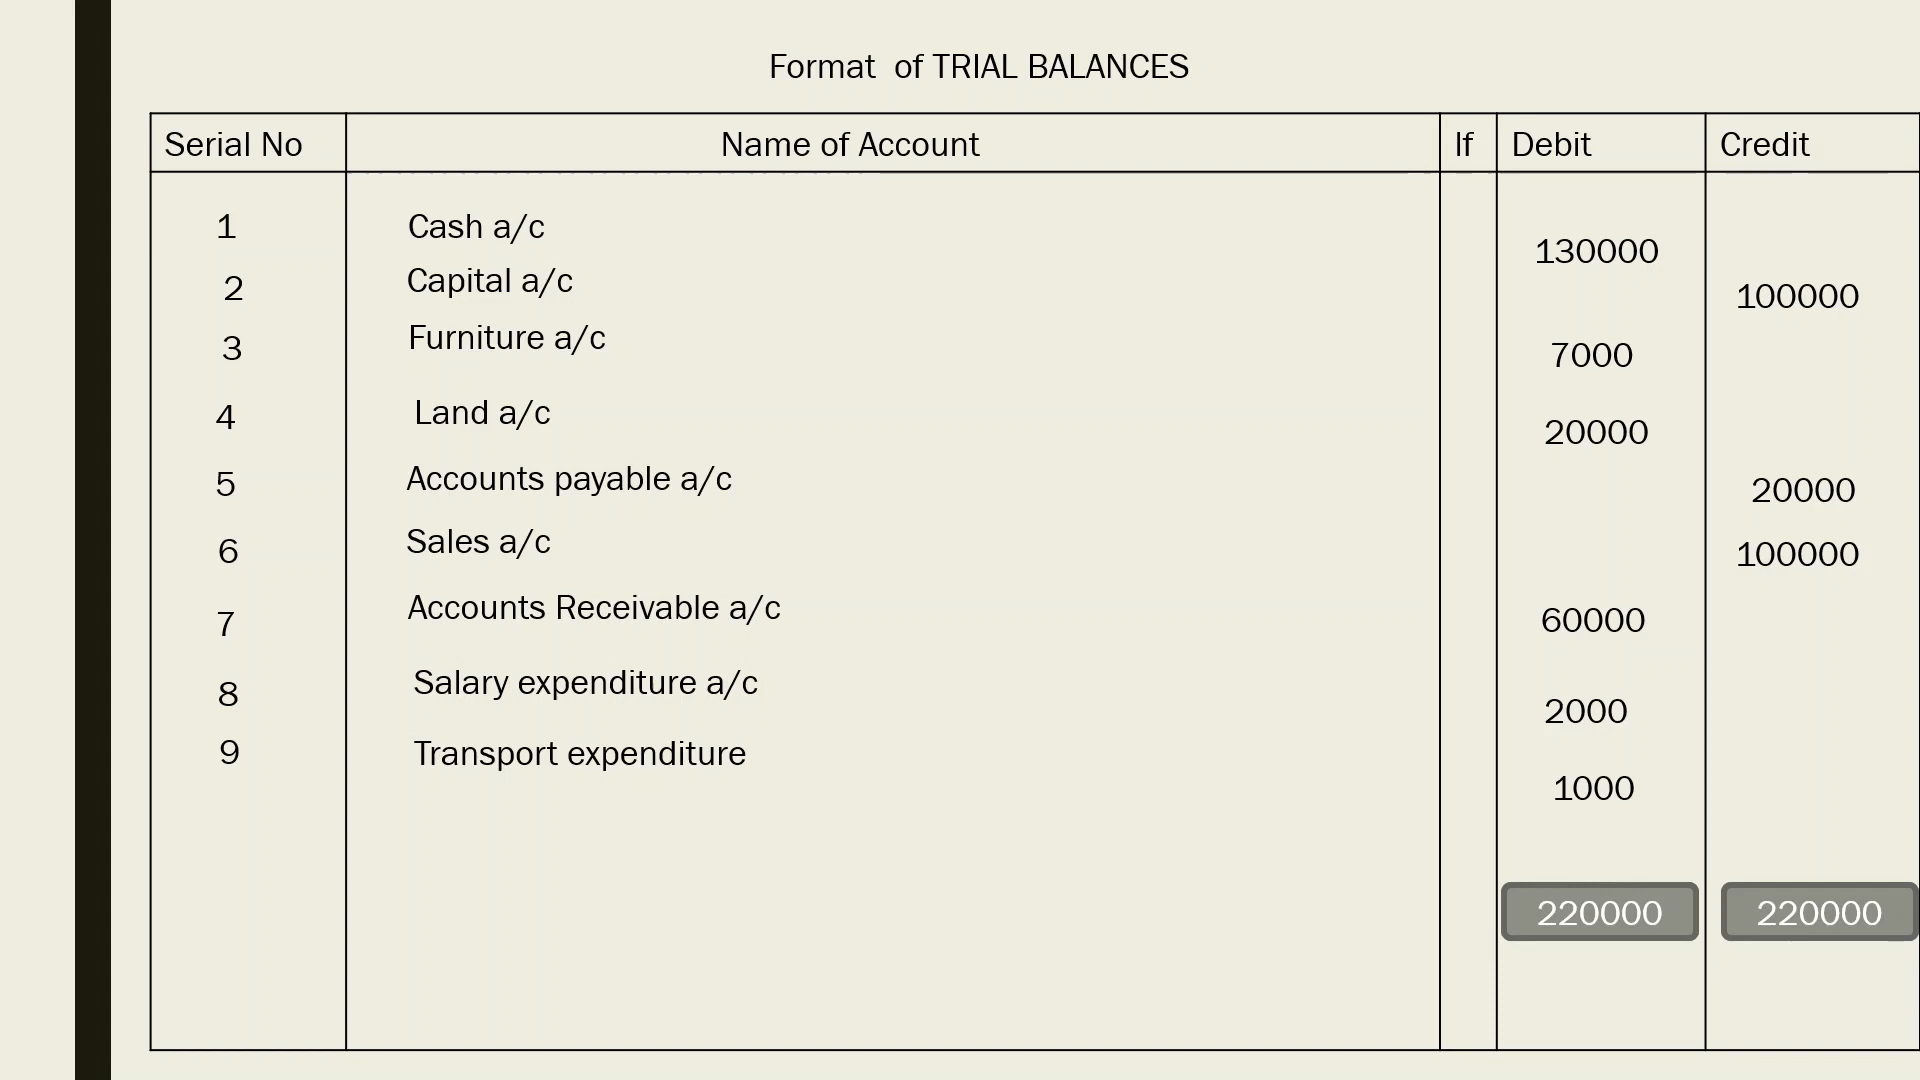 Format of TRIAL BALANCES
Serial No Name of Account lf Debit Credit
1 Cash a/c 130000
2 Capital a/c 100000
3 Furniture a/c 7000
4 Land a/c 20000
5 Accounts payable a/c 20000
6 Sales a/c 100000
7 Accounts Receivable a/c 60000
8 Salary expenditure a/c 2000
9 Transport expenditure 1000
220000 220000